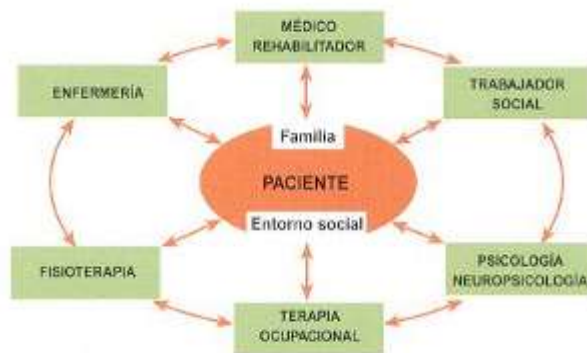 MÉDICO
REHABILITADOR
ENFERMERÍA
TRABAJADOR
SOCIAL
Familia
PACIENTE
Entorno social
FISIOTERAPIA
PSICOLOGÍA
NEUROPSICOLOGÍA
TERAPIA
OCUPACIONAL